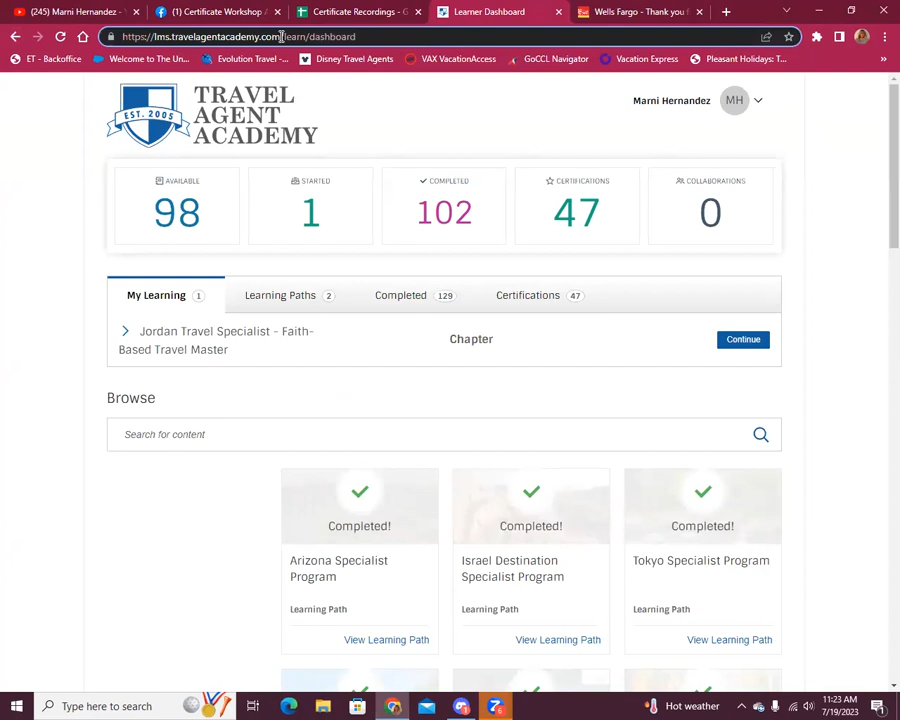 (245) Marni Hernandez -
(1) Certificate Workshop A
Certificate Recordings - G
Learner Dashboard
Wells Fargo - Thank you f
https://lms.travelagentacademy.com/learn/dashboard
ET - Backoffice
Welcome to The Un...
Evolution Travel -...
Disney Travel Agents
VAX VacationAccess
GoCCL Navigator
Vacation Express
Pleasant Holidays: T...
EST. 2005
TRAVEL
AGENT
ACADEMY
Marni Hernandez
MH
AVAILABLE
98
STARTED
1
COMPLETED
102
CERTIFICATIONS
47
COLLABORATIONS
0
My Learning 1
Learning Paths 2
Completed 129
Certifications 47
Jordan Travel Specialist - Faith-
Based Travel Master
Chapter
Continue
Browse
Search for content
Completed!
Arizona Specialist
Program
Learning Path
View Learning Path
Completed!
Israel Destination
Specialist Program
Learning Path
View Learning Path
Completed!
Tokyo Specialist Program
Learning Path
View Learning Path
Type here to search
Hot weather
11:23 AM
7/19/2023